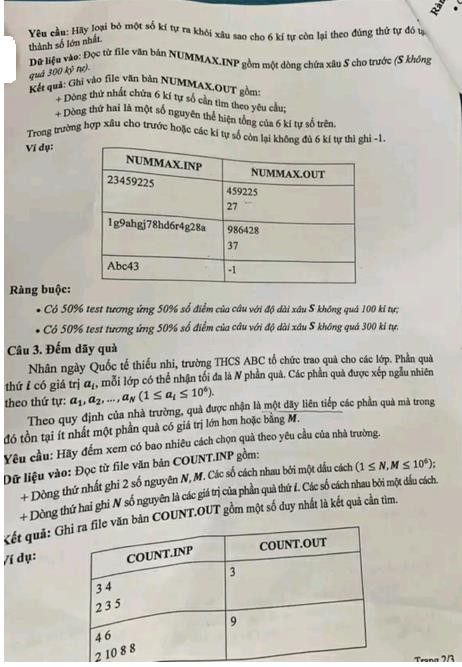 Yêu cầu: Hãy loại bỏ một số kí tự ra khỏi xâu sao cho 6 kí tự còn lại theo đúng thứ tự đó tạ
thành số lớn nhất.
Dữ liệu vào: Đọc từ file văn bản NUMMAX.INP gồm một dòng chứa xâu S cho trước (S không
quá 300 ký tự).
Kết quả: Ghi vào file văn bản NUMMAX.OUT gồm:
+ Dòng thứ nhất chứa 6 kí tự số cần tìm theo yêu cầu;
+ Dòng thứ hai là một số nguyên thể hiện tổng của 6 kí tự số trên.
Trong trường hợp xâu cho trước hoặc các kí tự số còn lại không đủ 6 kí tự thì ghi -1.
Ví dụ:
NUMMAX.INP NUMMAX.OUT
23459225 459225
27
1g9ahgj78hd6r4g28a 986428
37
Abc43 -1
Ràng buộc:
• Có 50% test tương ứng 50% số điểm của câu với độ dài xâu S không quá 100 kí tự;
• Có 50% test tương ứng 50% số điểm của câu với độ dài xâu S không quá 300 kí tự.
Câu 3. Đếm dãy quà
Nhân ngày Quốc tế thiếu nhi, trường THCS ABC tổ chức trao quà cho các lớp. Phần quà
thứ i có giá trị aᵢ, mỗi lớp có thể nhận tối đa là N phần quà. Các phần quà được xếp ngẫu nhiên
theo thứ tự: a₁, a₂, ..., a_N (1 ≤ aᵢ ≤ 10⁶).
Theo quy định của nhà trường, quà được nhận là một dãy liên tiếp các phần quà mà trong
đó tồn tại ít nhất một phần quà có giá trị lớn hơn hoặc bằng M.
Yêu cầu: Hãy đếm xem có bao nhiêu cách chọn quà theo yêu cầu của nhà trường.
Dữ liệu vào: Đọc từ file văn bản COUNT.INP gồm:
+ Dòng thứ nhất ghi 2 số nguyên N, M. Các số cách nhau bởi một dấu cách (1 ≤ N, M ≤ 10⁶);
+ Dòng thứ hai ghi N số nguyên là các giá trị của phần quà thứ i. Các số cách nhau bởi một dấu cách.
Kết quả: Ghi ra file văn bản COUNT.OUT gồm một số duy nhất là kết quả cần tìm.
Ví dụ:
COUNT.INP COUNT.OUT
3 4 3
2 3 5
4 6 9
2 10 8 8
Trang 2/3